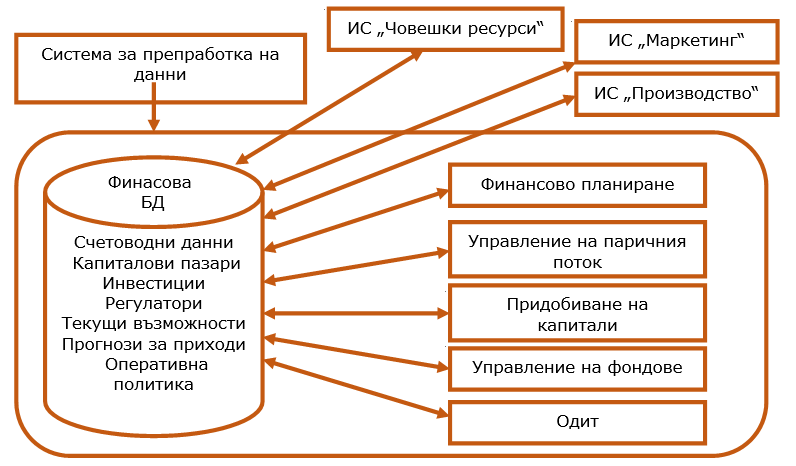 Система за препработка на
данни
ИС „Човешки ресурси“
ИС „Маркетинг“
ИС „Производство“
Финасова
БД
Счетоводни данни
Капиталови пазари
Инвестиции
Регулатори
Текущи възможности
Прогнози за приходи
Оперативна
политика
Финансово планиране
Управление на паричния
поток
Придобиване на
капитали
Управление на фондове
Одит